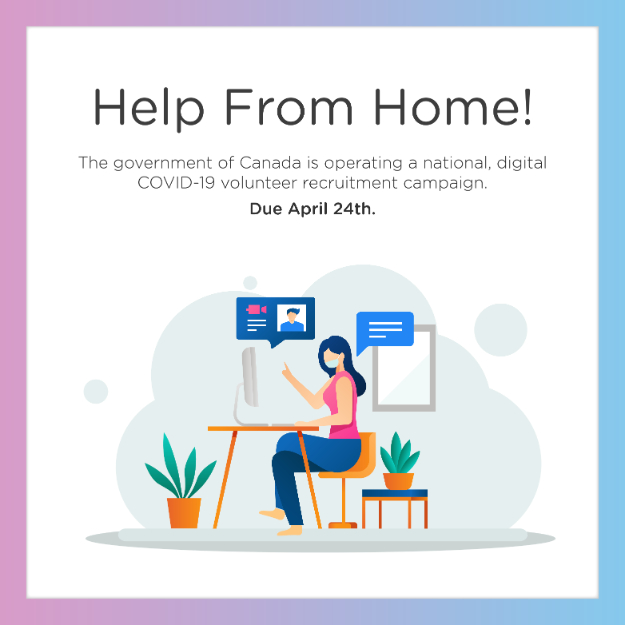 Help From Home!
The government of Canada is operating a national, digital
COVID-19 volunteer recruitment campaign.
Due April 24th.